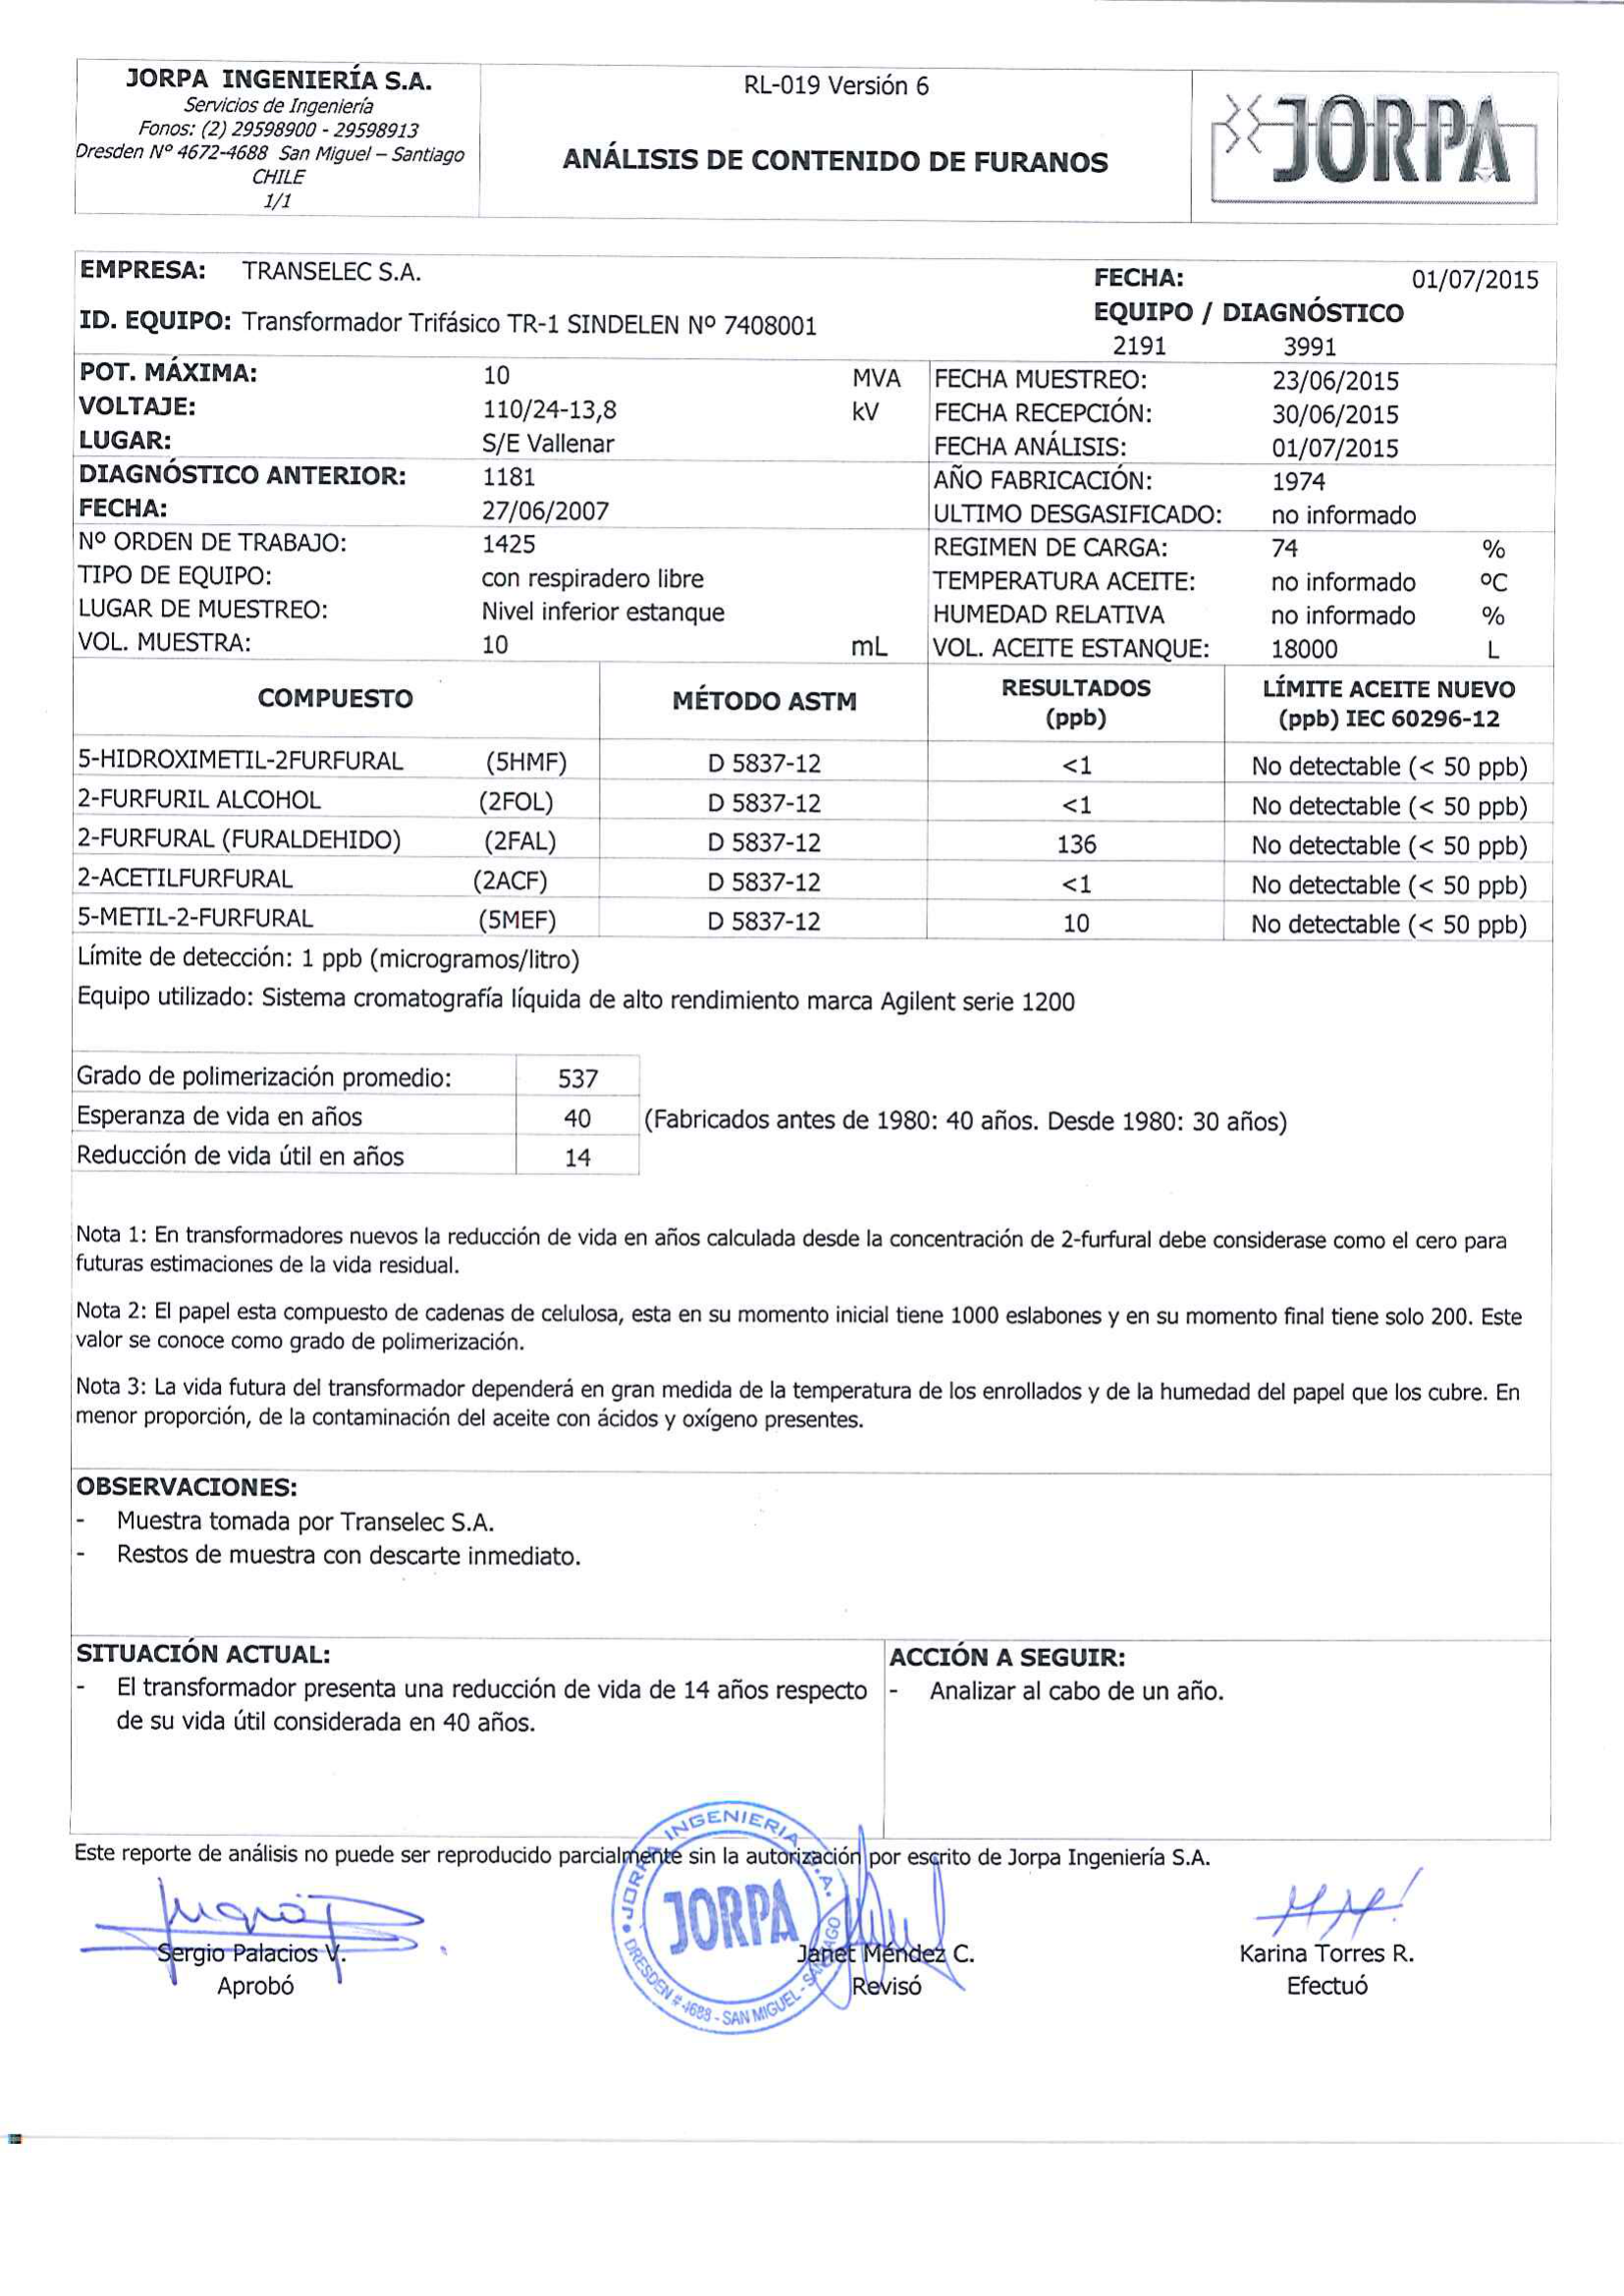 JORPA INGENIERÍA S.A.
Servicios de Ingeniería
Fonos: (2) 29598900 - 29598913
Dresden Nº 4672-4688 San Miguel – Santiago
CHILE
1/1
RL-019 Versión 6
ANÁLISIS DE CONTENIDO DE FURANOS
JORPA
EMPRESA: TRANSELEC S.A.
FECHA: 01/07/2015
ID. EQUIPO: Transformador Trifásico TR-1 SINDELEN Nº 7408001
EQUIPO / DIAGNÓSTICO
2191 3991
POT. MÁXIMA: 10 MVA FECHA MUESTREO: 23/06/2015
VOLTAJE: 110/24-13,8 kV FECHA RECEPCIÓN: 30/06/2015
LUGAR: S/E Vallenar FECHA ANÁLISIS: 01/07/2015
DIAGNÓSTICO ANTERIOR: 1181 AÑO FABRICACIÓN: 1974
FECHA: 27/06/2007 ULTIMO DESGASIFICADO: no informado
Nº ORDEN DE TRABAJO: 1425 REGIMEN DE CARGA: 74 %
TIPO DE EQUIPO: con respiradero libre TEMPERATURA ACEITE: no informado ºC
LUGAR DE MUESTREO: Nivel inferior estanque HUMEDAD RELATIVA no informado %
VOL. MUESTRA: 10 mL VOL. ACEITE ESTANQUE: 18000 L
COMPUESTO MÉTODO ASTM RESULTADOS (ppb) LÍMITE ACEITE NUEVO (ppb) IEC 60296-12
5-HIDROXIMETIL-2FURFURAL (5HMF) D 5837-12 <1 No detectable (< 50 ppb)
2-FURFURIL ALCOHOL (2FOL) D 5837-12 <1 No detectable (< 50 ppb)
2-FURFURAL (FURALDEHIDO) (2FAL) D 5837-12 136 No detectable (< 50 ppb)
2-ACETILFURFURAL (2ACF) D 5837-12 <1 No detectable (< 50 ppb)
5-METIL-2-FURFURAL (5MEF) D 5837-12 10 No detectable (< 50 ppb)
Límite de detección: 1 ppb (microgramos/litro)
Equipo utilizado: Sistema cromatografía líquida de alto rendimiento marca Agilent serie 1200
Grado de polimerización promedio: 537
Esperanza de vida en años 40 (Fabricados antes de 1980: 40 años. Desde 1980: 30 años)
Reducción de vida útil en años 14
Nota 1: En transformadores nuevos la reducción de vida en años calculada desde la concentración de 2-furfural debe considerase como el cero para
futuras estimaciones de la vida residual.
Nota 2: El papel esta compuesto de cadenas de celulosa, esta en su momento inicial tiene 1000 eslabones y en su momento final tiene solo 200. Este
valor se conoce como grado de polimerización.
Nota 3: La vida futura del transformador dependerá en gran medida de la temperatura de los enrollados y de la humedad del papel que los cubre. En
menor proporción, de la contaminación del aceite con ácidos y oxígeno presentes.
OBSERVACIONES:
- Muestra tomada por Transelec S.A.
- Restos de muestra con descarte inmediato.
SITUACIÓN ACTUAL:
- El transformador presenta una reducción de vida de 14 años respecto
de su vida útil considerada en 40 años.
ACCIÓN A SEGUIR:
- Analizar al cabo de un año.
Este reporte de análisis no puede ser reproducido parcialmente sin la autorización por escrito de Jorpa Ingeniería S.A.
JORPA INGENIERIA S.A.
JORPA
DRESDEN # 4688 - SAN MIGUEL - SANTIAGO
Sergio Palacios V.
Aprobó
Janet Méndez C.
Revisó
Karina Torres R.
Efectuó